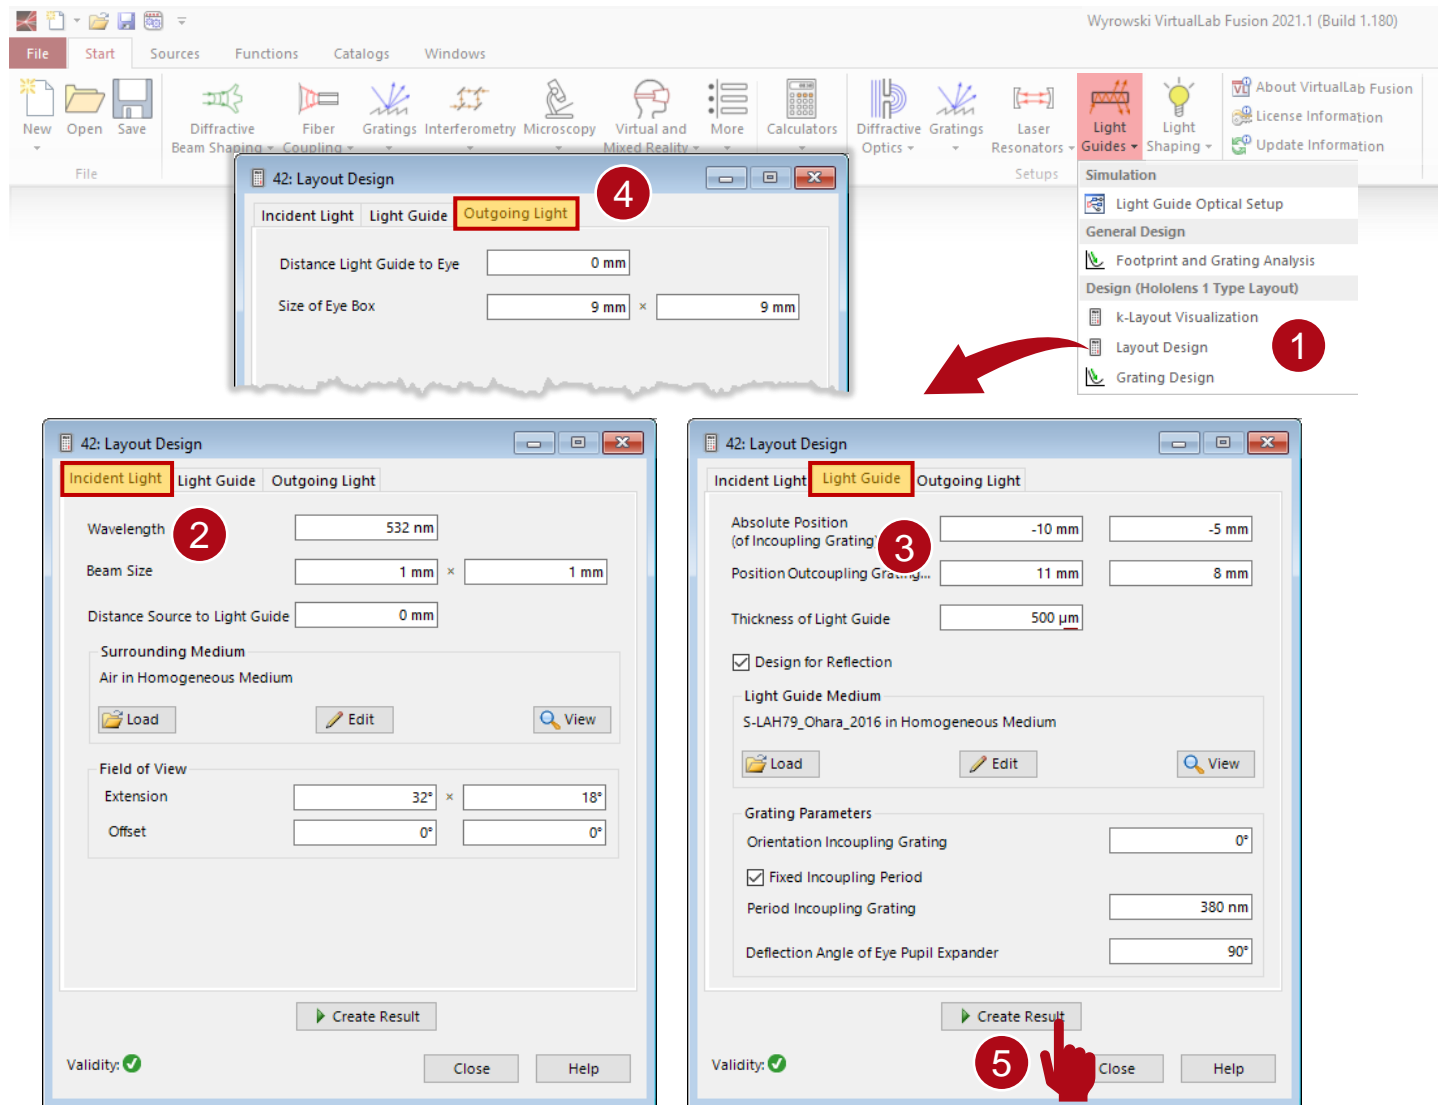 Wyrowski VirtualLab Fusion 2021.1 (Build 1.180)
File Start Sources Functions Catalogs Windows
New Open Save
File
Diffractive Beam Shaping
Fiber Coupling
Gratings
Interferometry
Microscopy
Virtual and Mixed Reality
More
Calculators
Diffractive Optics
Gratings
Laser Resonators
Light Guides
Light Shaping
Setups
About VirtualLab Fusion
License Information
Update Information
Simulation
Light Guide Optical Setup
General Design
Footprint and Grating Analysis
Design (Hololens 1 Type Layout)
k-Layout Visualization
Layout Design
Grating Design
1
42: Layout Design
4
Incident Light Light Guide Outgoing Light
Distance Light Guide to Eye 0 mm
Size of Eye Box 9 mm × 9 mm
42: Layout Design
Incident Light Light Guide Outgoing Light
2
Wavelength 532 nm
Beam Size 1 mm × 1 mm
Distance Source to Light Guide 0 mm
Surrounding Medium
Air in Homogeneous Medium
Load Edit View
Field of View
Extension 32° × 18°
Offset 0° 0°
Create Result
Validity:
Close Help
42: Layout Design
Incident Light Light Guide Outgoing Light
3
Absolute Position
(of Incoupling Grating) -10 mm -5 mm
Position Outcoupling Grating... 11 mm 8 mm
Thickness of Light Guide 500 µm
Design for Reflection
Light Guide Medium
S-LAH79_Ohara_2016 in Homogeneous Medium
Load Edit View
Grating Parameters
Orientation Incoupling Grating 0°
Fixed Incoupling Period
Period Incoupling Grating 380 nm
Deflection Angle of Eye Pupil Expander 90°
Create Result
5
Validity:
Close Help